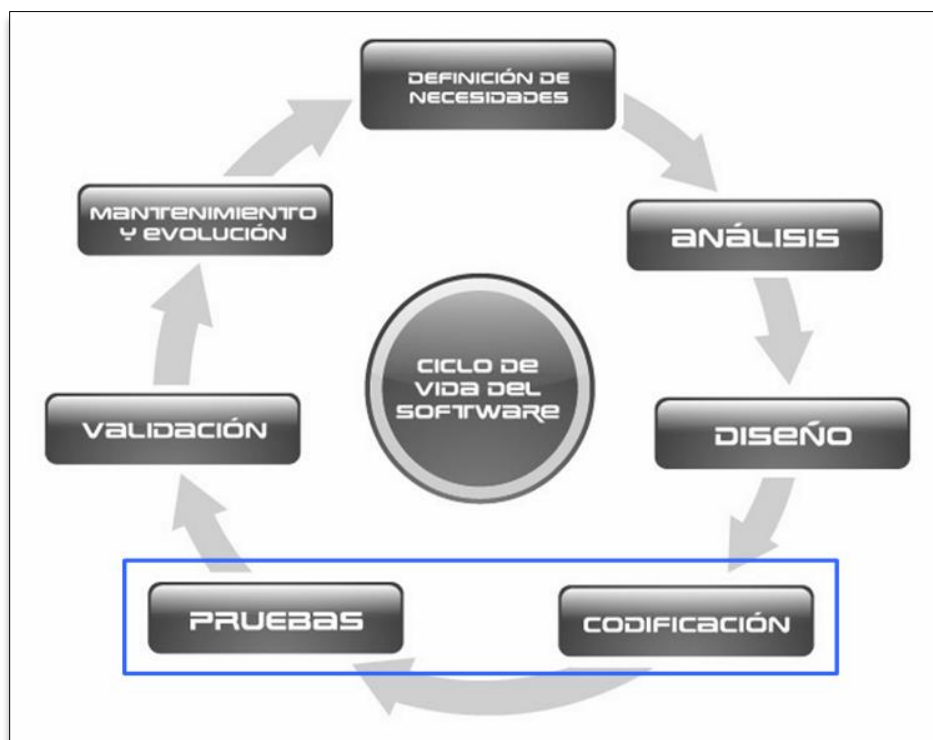 DEFINICIÓN DE
NECESIDADES
ANÁLISIS
DISEÑO
CODIFICACIÓN
PRUEBAS
VALIDACIÓN
MANTENIMIENTO
Y EVOLUCIÓN
CICLO DE
VIDA DEL
SOFTWARE